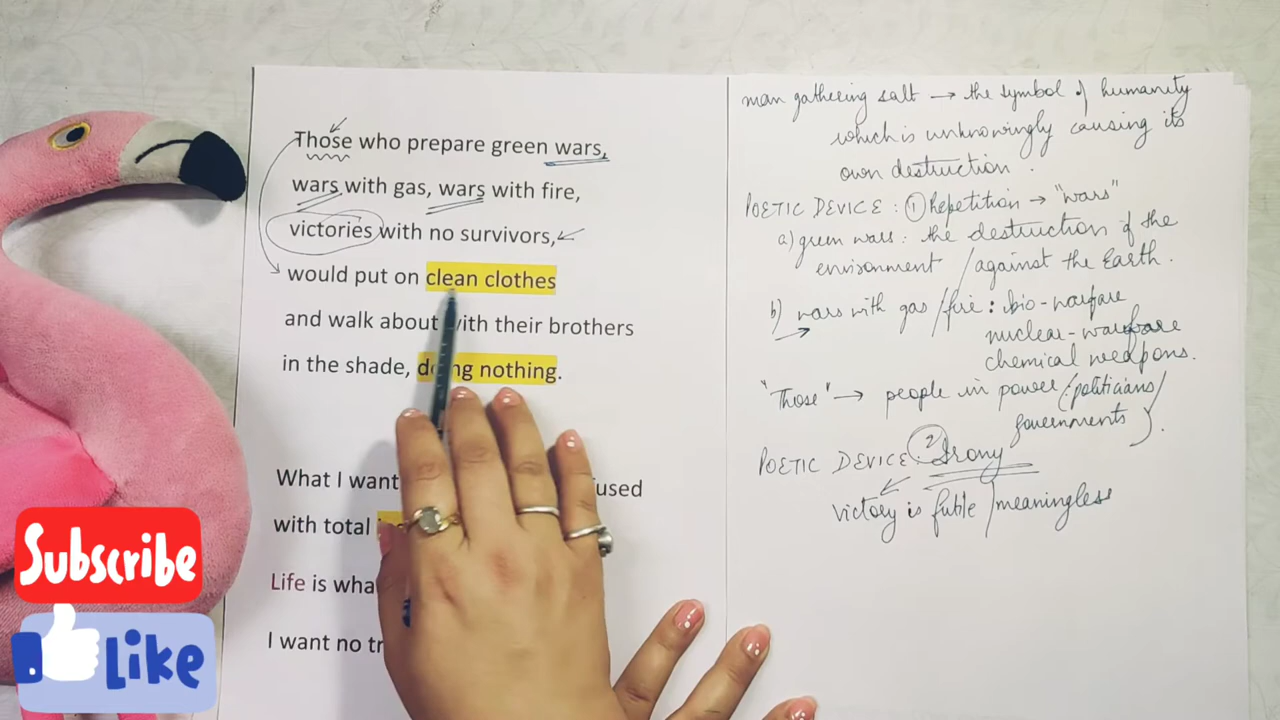 Those who prepare green wars,
wars with gas, wars with fire,
victories with no survivors,
would put on clean clothes
and walk about with their brothers
in the shade, doing nothing.
What I want used
with total
Life is wha
I want no tr
man gathering salt → the symbol of humanity
which is unknowingly causing its
own destruction.
POETIC DEVICE: ① Repetition → "wars"
a) green wars: the destruction of the
environment / against the Earth.
b) wars with gas/fire: bio-warfare
nuclear-warfare
chemical weapons.
"Those" → people in power (politicians/
governments).
POETIC DEVICE: ② Irony
victory is futile/meaningless
Subscribe
Like